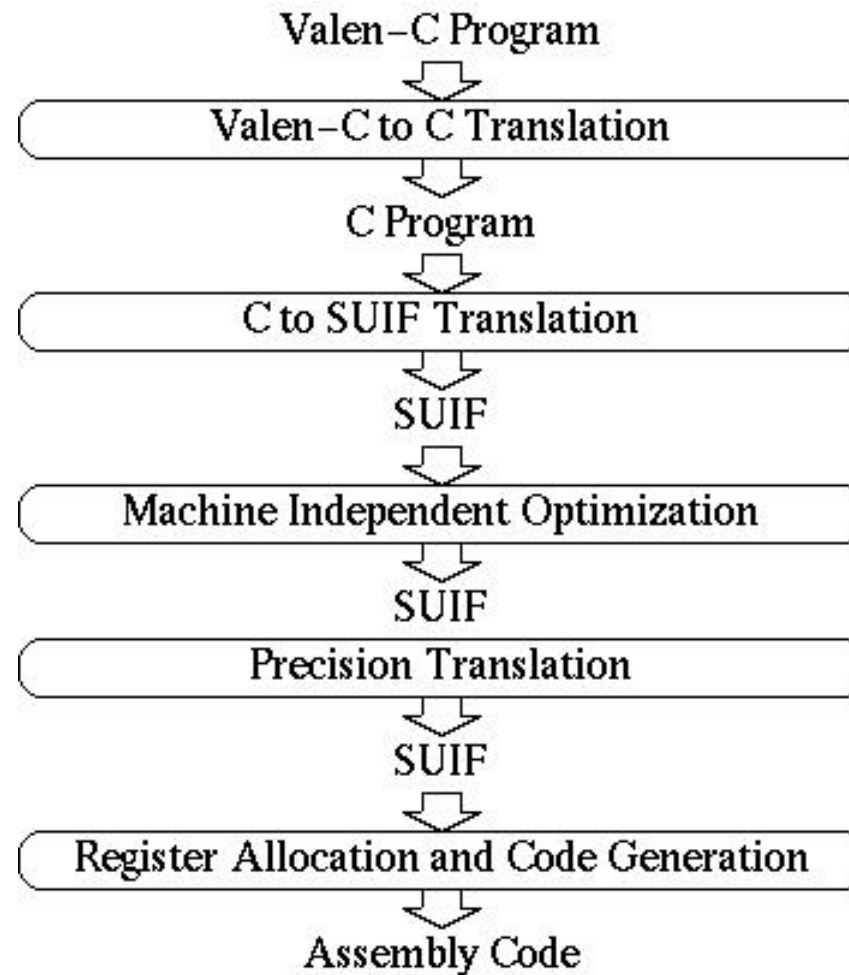 Valen-C Program
Valen-C to C Translation
C Program
C to SUIF Translation
SUIF
Machine Independent Optimization
SUIF
Precision Translation
SUIF
Register Allocation and Code Generation
Assembly Code